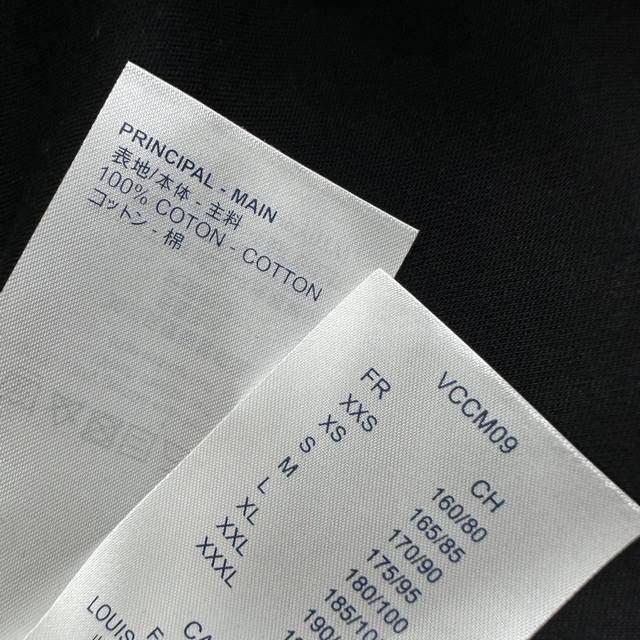 PRINCIPAL - MAIN
表地/本体 - 主料
100% COTON - COTTON
コットン - 棉
VCCM09
FR CH
XXS 160/80
XS 165/85
S 170/90
M 175/95
L 180/100
XL
XXL
XXXL
LOUIS